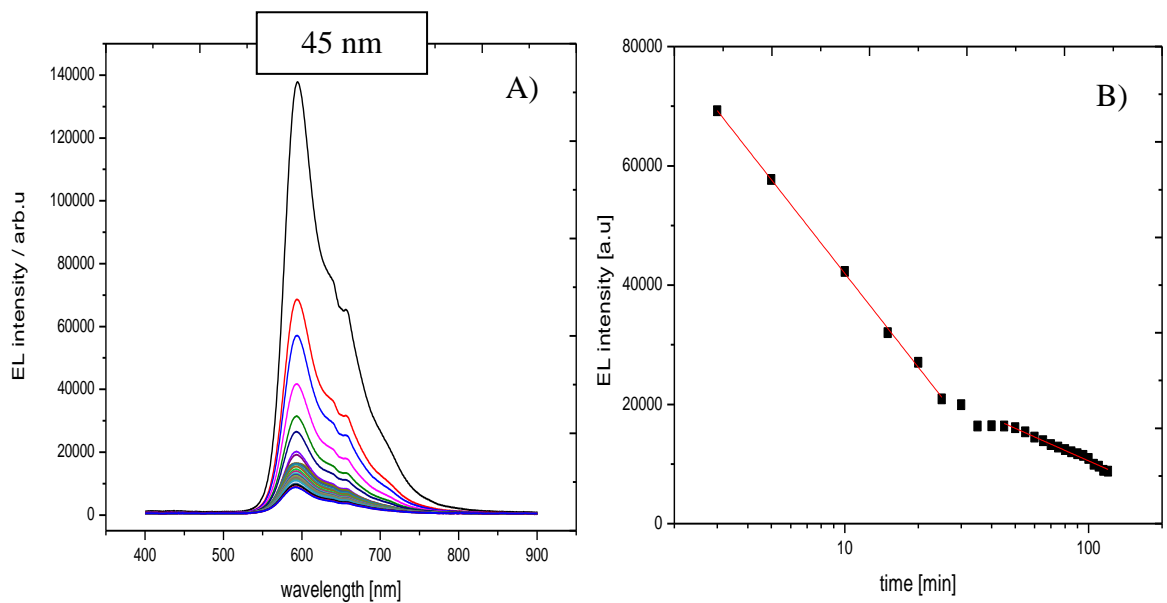 45 nm
A)
140000
120000
100000
80000
60000
40000
20000
0
EL intensity / arb.u
400 500 600 700 800 900
wavelength [nm]
B)
80000
60000
40000
20000
0
EL intensity [a.u]
10 100
time [min]